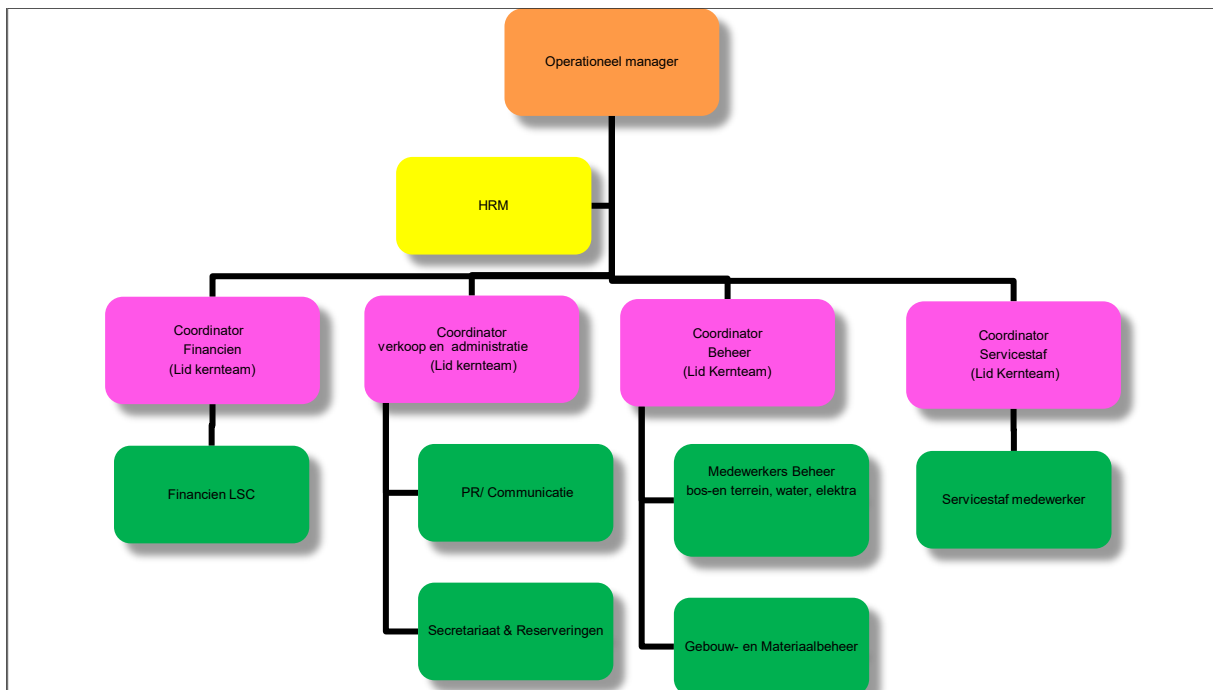 Operationeel manager
HRM
Coordinator
Financien
(Lid kernteam)
Coordinator
verkoop en administratie
(Lid kernteam)
Coordinator
Beheer
(Lid Kernteam)
Coordinator
Servicestaf
(Lid Kernteam)
Financien LSC
PR/ Communicatie
Medewerkers Beheer
bos-en terrein, water, elektra
Servicestaf medewerker
Secretariaat & Reserveringen
Gebouw- en Materiaalbeheer